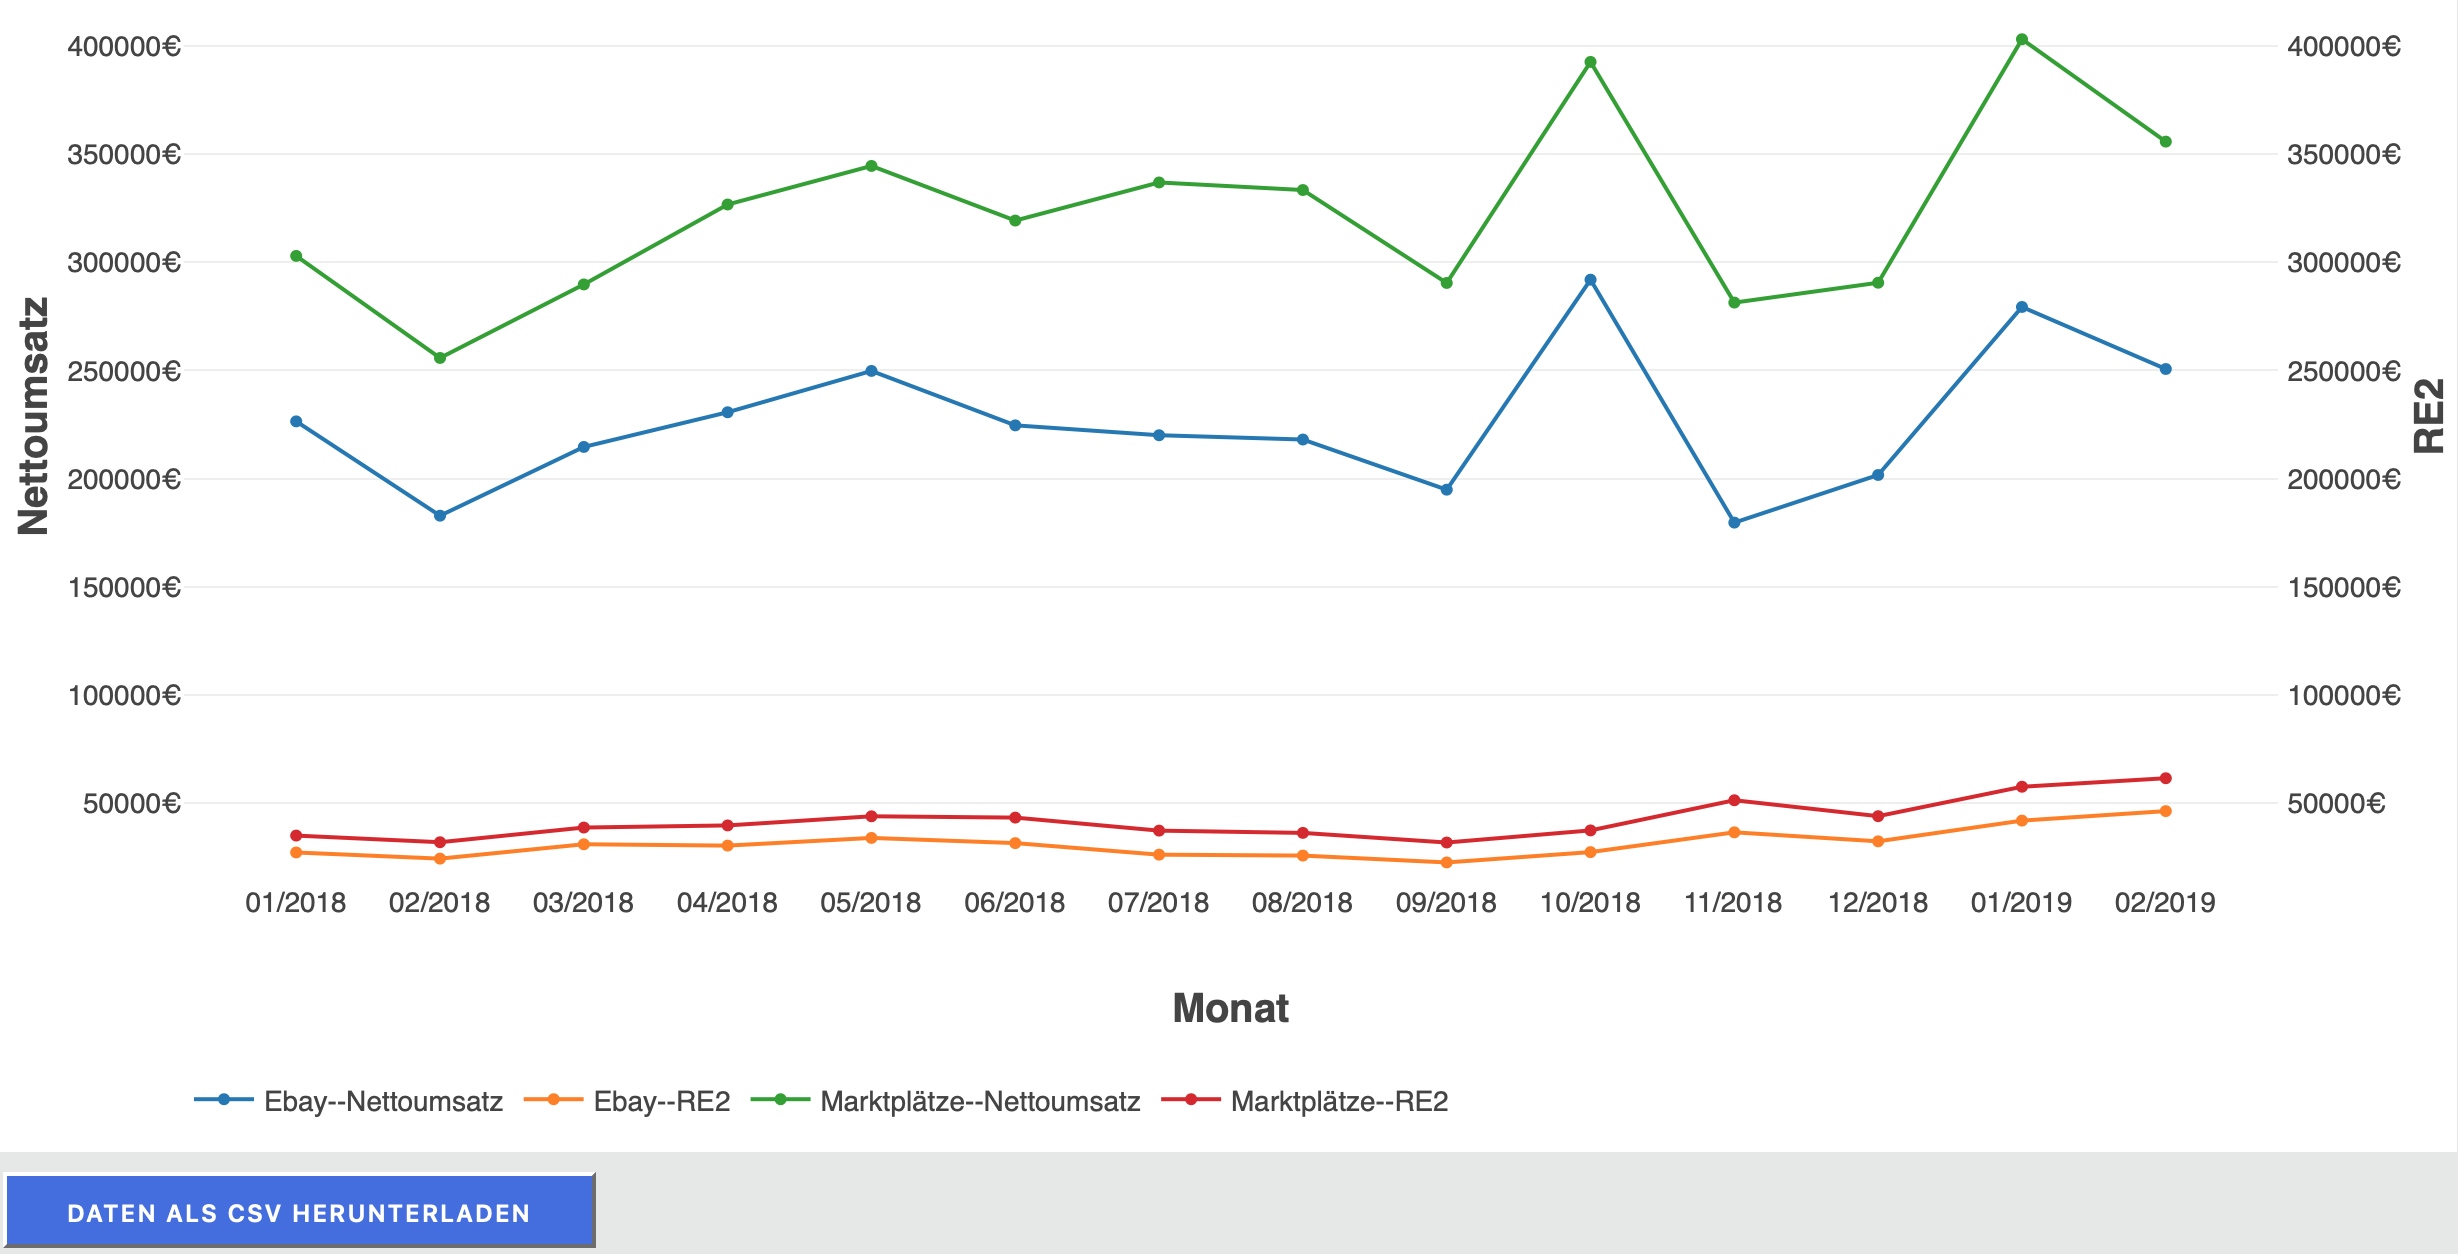 400000€ 400000€
350000€ 350000€
300000€ 300000€
250000€ 250000€
200000€ 200000€
150000€ 150000€
100000€ 100000€
50000€ 50000€
Nettoumsatz
RE2
01/2018 02/2018 03/2018 04/2018 05/2018 06/2018 07/2018 08/2018 09/2018 10/2018 11/2018 12/2018 01/2019 02/2019
Monat
Ebay--Nettoumsatz Ebay--RE2 Marktplätze--Nettoumsatz Marktplätze--RE2
DATEN ALS CSV HERUNTERLADEN